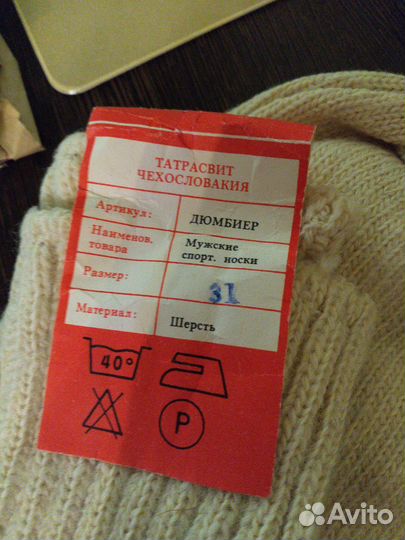 ТАТРАСВИТ
ЧЕХОСЛОВАКИЯ
Артикул: ДЮМБИЕР
Наименов. товара Мужские спорт. носки
Размер: 31
Материал: Шерсть
40°
P
Avito